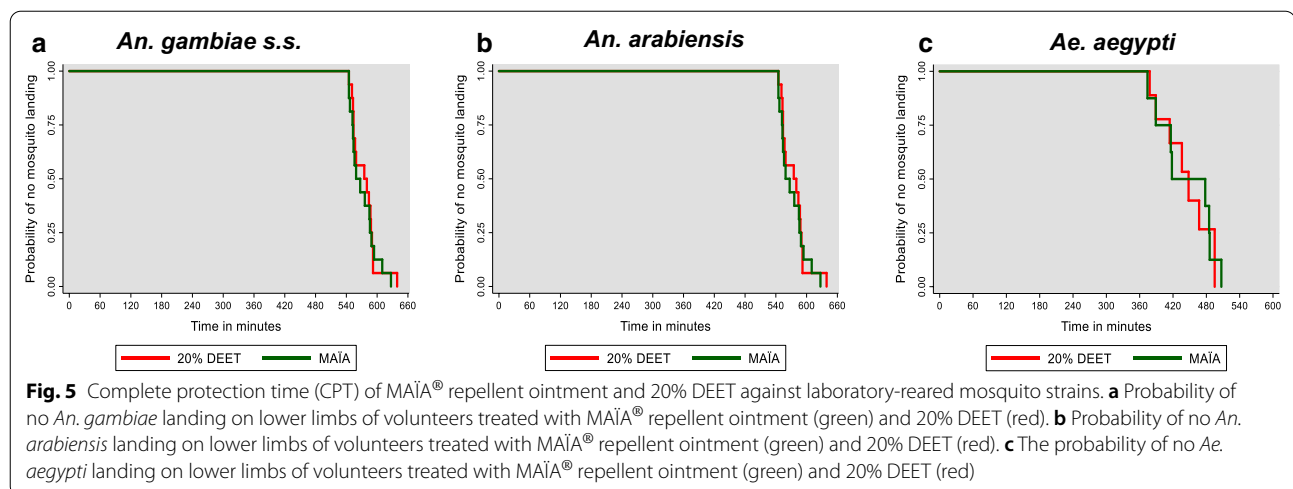 a An. gambiae s.s.
b An. arabiensis
c Ae. aegypti
Probability of no mosquito landing
1.00
0.75
0.50
0.25
0.00
0 60 120 180 240 300 360 420 480 540 600 660
Time in minutes
20% DEET MAÏA
Probability of no mosquito landing
1.00
0.75
0.50
0.25
0.00
0 60 120 180 240 300 360 420 480 540 600 660
Time in minutes
20% DEET MAÏA
Probability of no mosquito landing
1.00
0.75
0.50
0.25
0.00
0 60 120 180 240 300 360 420 480 540 600
Time in minutes
20% DEET MAÏA
Fig. 5 Complete protection time (CPT) of MAÏA® repellent ointment and 20% DEET against laboratory-reared mosquito strains. a Probability of
no An. gambiae landing on lower limbs of volunteers treated with MAÏA® repellent ointment (green) and 20% DEET (red). b Probability of no An.
arabiensis landing on lower limbs of volunteers treated with MAÏA® repellent ointment (green) and 20% DEET (red). c The probability of no Ae.
aegypti landing on lower limbs of volunteers treated with MAÏA® repellent ointment (green) and 20% DEET (red)